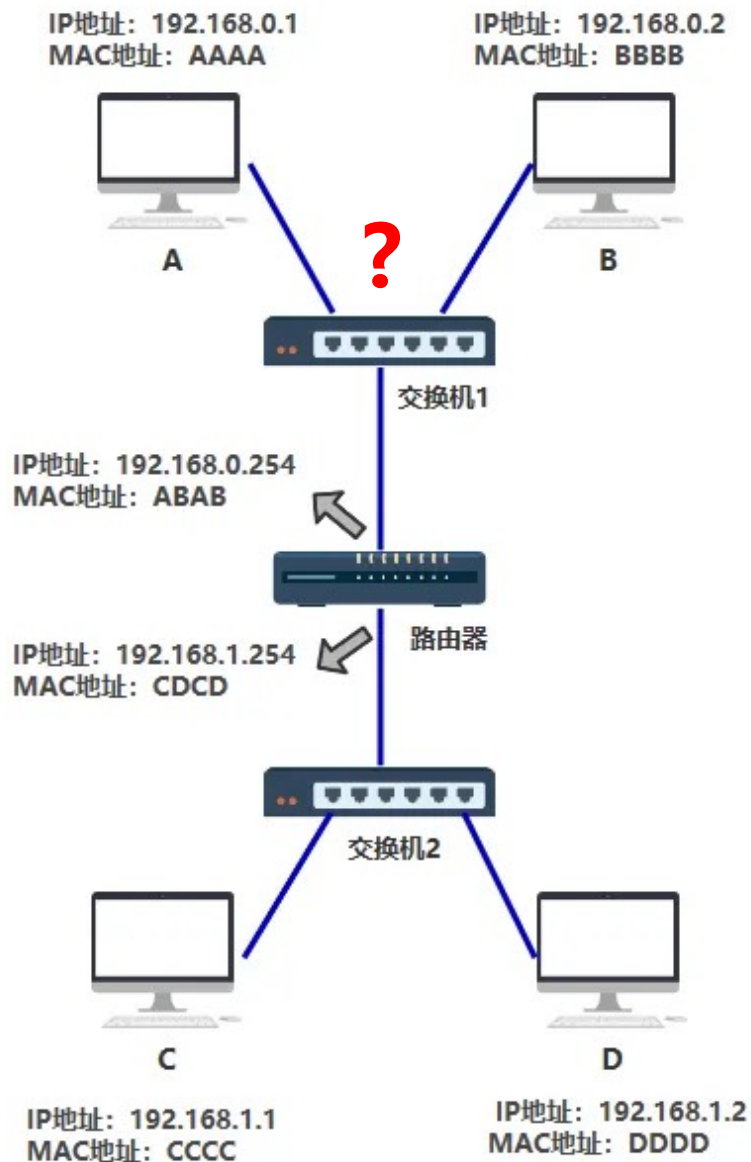 IP地址：192.168.0.1
MAC地址：AAAA
IP地址：192.168.0.2
MAC地址：BBBB
A
B
?
交换机1
IP地址：192.168.0.254
MAC地址：ABAB
路由器
IP地址：192.168.1.254
MAC地址：CDCD
交换机2
C
D
IP地址：192.168.1.1
MAC地址：CCCC
IP地址：192.168.1.2
MAC地址：DDDD